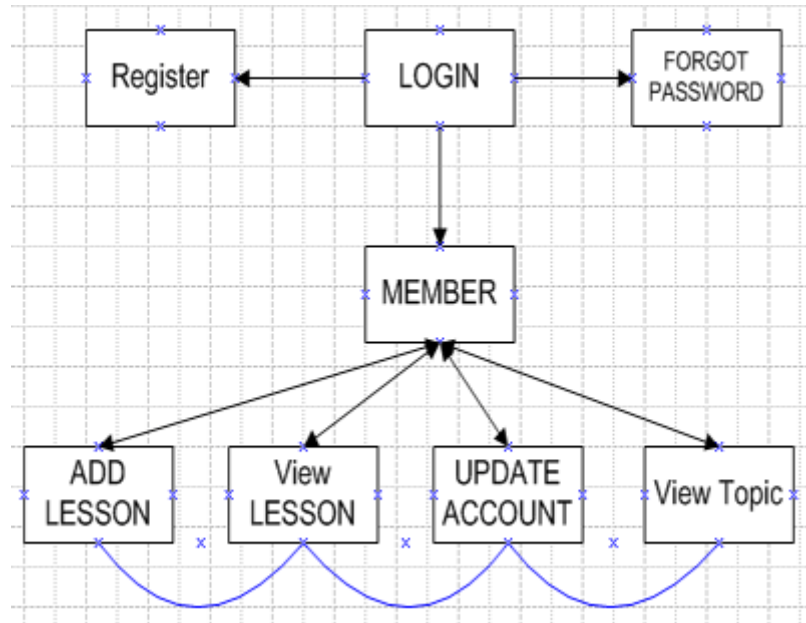 Register
LOGIN
FORGOT
PASSWORD
MEMBER
ADD
LESSON
View
LESSON
UPDATE
ACCOUNT
View Topic